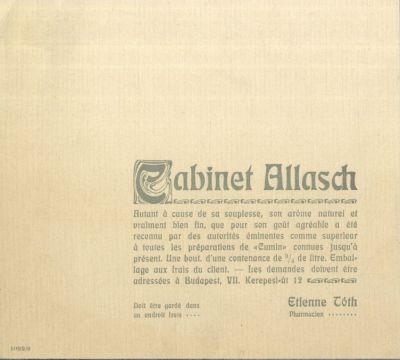 Cabinet Allasch
Autant à cause de sa souplesse, son arôme naturel et
vraiment bien fin, que pour son goût agréable a été
reconnu par des autorités éminentes comme supérieur
à toutes les préparations de «Cumin» connues jusqu'à
présent. Une bout. d'une contenance de 3/4 de litre. Embal-
lage aux frais du client. — Les demandes doivent être
adressées à Budapest, VII. Kerepesi-út 12
Doit être gardé dans
un endroit frais ....
Etienne Tóth
Pharmacien ........